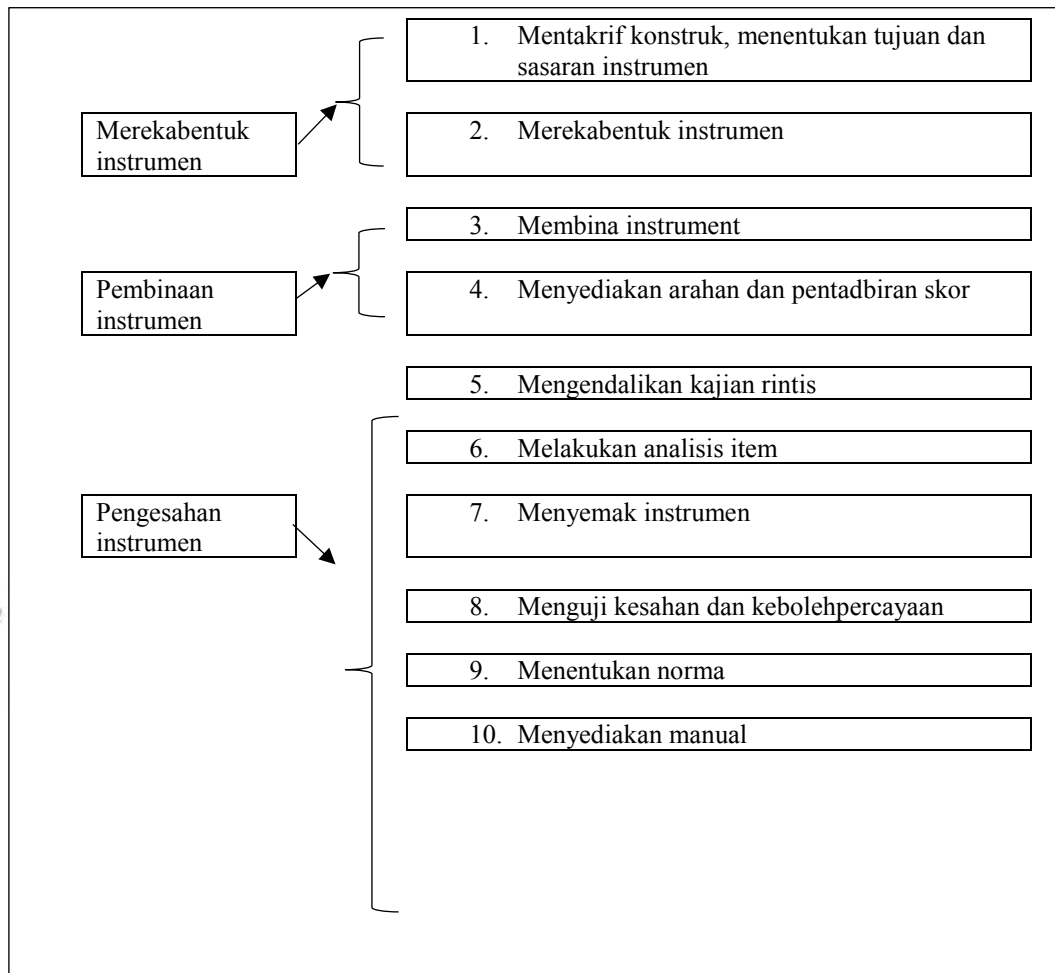 1. Mentakrif konstruk, menentukan tujuan dan
sasaran instrumen
Merekabentuk
instrumen
2. Merekabentuk instrumen
3. Membina instrument
Pembinaan
instrumen
4. Menyediakan arahan dan pentadbiran skor
5. Mengendalikan kajian rintis
6. Melakukan analisis item
Pengesahan
instrumen
7. Menyemak instrumen
8. Menguji kesahan dan kebolehpercayaan
9. Menentukan norma
10. Menyediakan manual